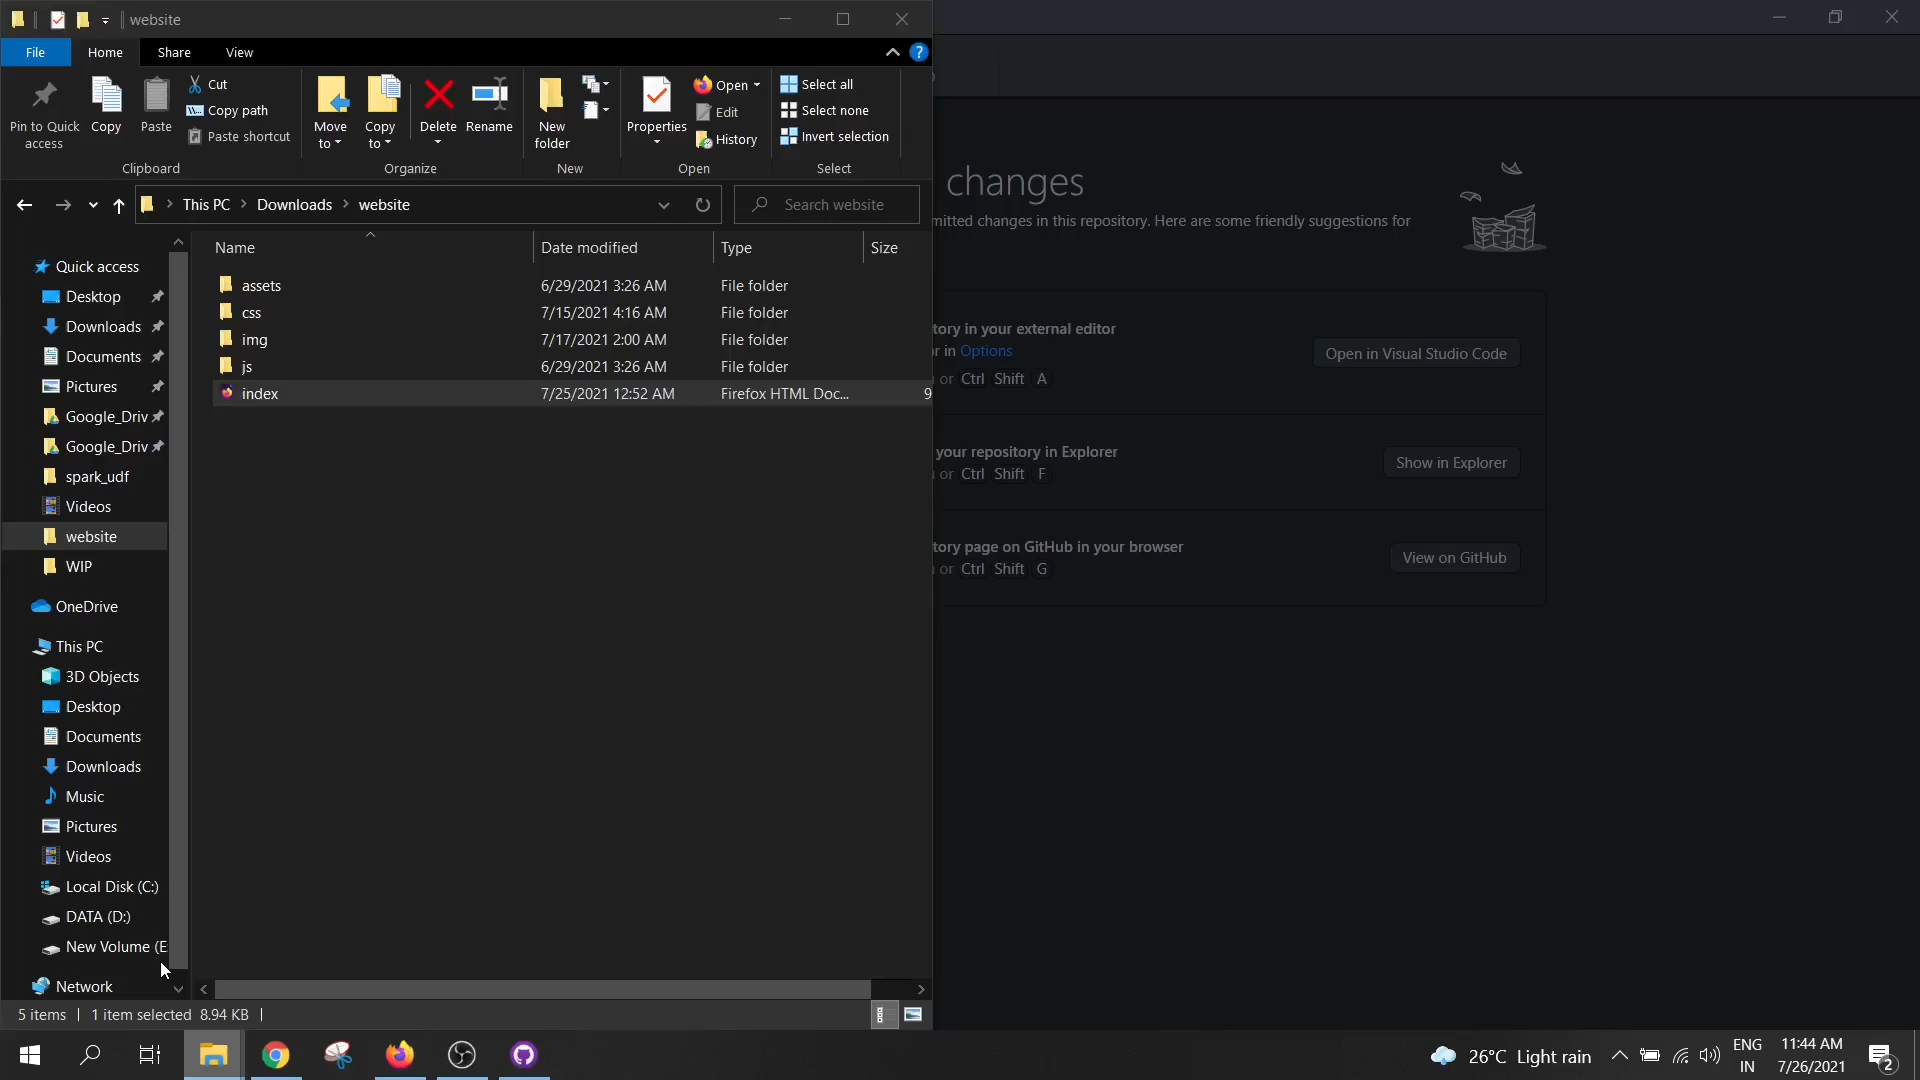 website
File Home Share View
Pin to Quick access
Copy
Paste
Cut
Copy path
Paste shortcut
Clipboard
Move to
Copy to
Delete
Rename
Organize
New folder
New
Properties
Open
Edit
History
Open
Select all
Select none
Invert selection
Select
This PC > Downloads > website
Search website
Name Date modified Type Size
assets 6/29/2021 3:26 AM File folder
css 7/15/2021 4:16 AM File folder
img 7/17/2021 2:00 AM File folder
js 6/29/2021 3:26 AM File folder
index 7/25/2021 12:52 AM Firefox HTML Doc... 9
Quick access
Desktop
Downloads
Documents
Pictures
Google_Driv
Google_Driv
spark_udf
Videos
website
WIP
OneDrive
This PC
3D Objects
Desktop
Documents
Downloads
Music
Pictures
Videos
Local Disk (C:)
DATA (D:)
New Volume (E
Network
5 items 1 item selected 8.94 KB
changes
mitted changes in this repository. Here are some friendly suggestions for
tory in your external editor
or in Options
or Ctrl Shift A
Open in Visual Studio Code
your repository in Explorer
or Ctrl Shift F
Show in Explorer
tory page on GitHub in your browser
or Ctrl Shift G
View on GitHub
26°C Light rain
ENG
IN
11:44 AM
7/26/2021
2